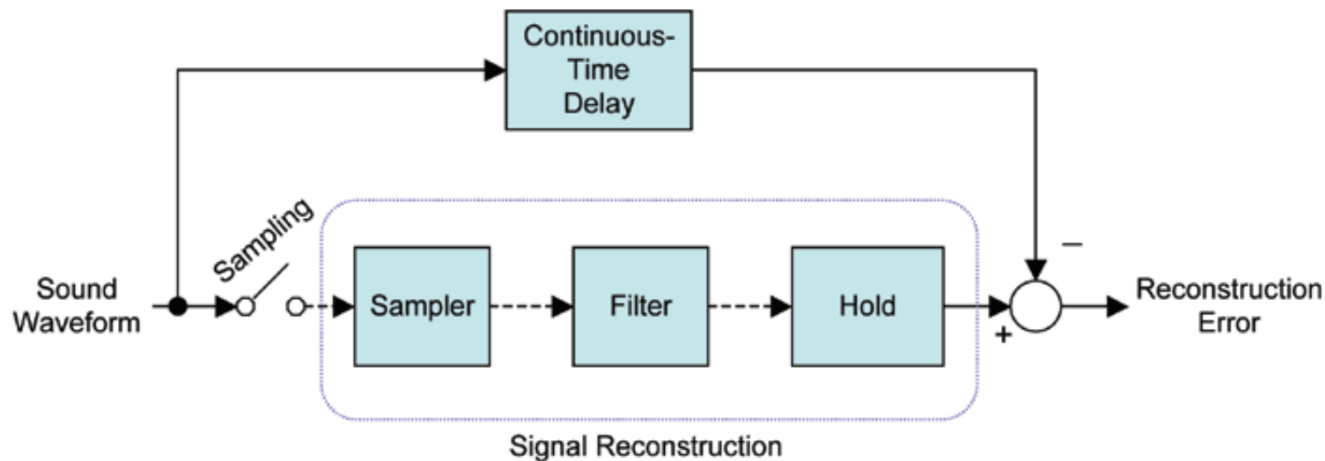 Continuous-
Time
Delay
Sampling
Sound
Waveform
Sampler
Filter
Hold
–
+
Reconstruction
Error
Signal Reconstruction